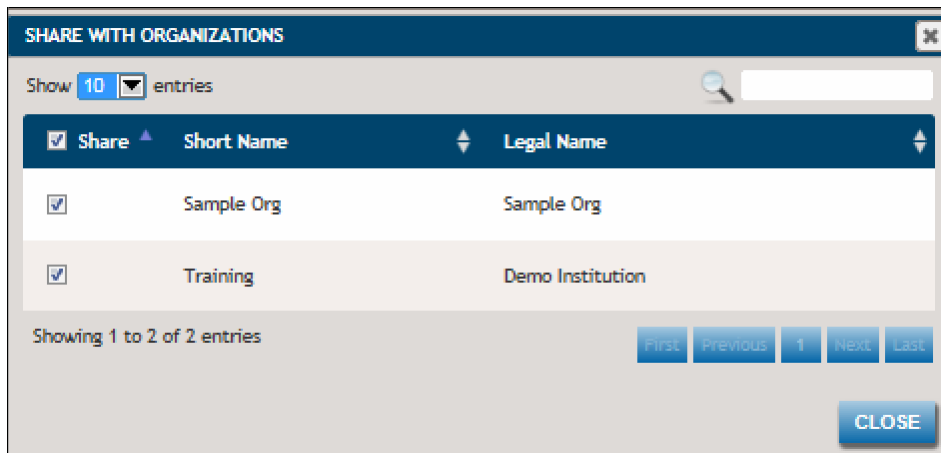 SHARE WITH ORGANIZATIONS
Show 10 entries
Share Short Name Legal Name
Sample Org Sample Org
Training Demo Institution
Showing 1 to 2 of 2 entries First Previous 1 Next Last
CLOSE